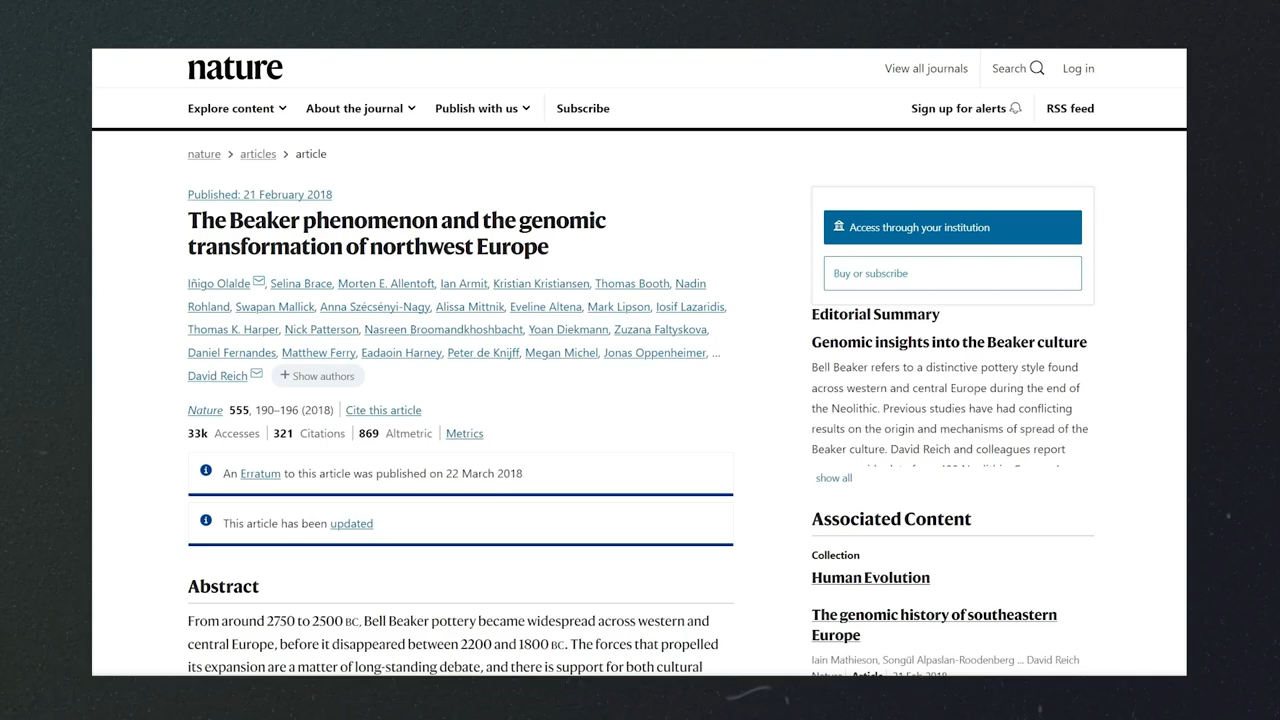 nature
View all journals
Search
Log in
Explore content
About the journal
Publish with us
Subscribe
Sign up for alerts
RSS feed
nature > articles > article
Published: 21 February 2018
The Beaker phenomenon and the genomic
transformation of northwest Europe
Iñigo Olalde, Selina Brace, Morten E. Allentoft, Ian Armit, Kristian Kristiansen, Thomas Booth, Nadin
Rohland, Swapan Mallick, Anna Szécsényi-Nagy, Alissa Mittnik, Eveline Altena, Mark Lipson, Iosif Lazaridis,
Thomas K. Harper, Nick Patterson, Nasreen Broomandkhoshbacht, Yoan Diekmann, Zuzana Faltyskova,
Daniel Fernandes, Matthew Ferry, Eadaoin Harney, Peter de Knijff, Megan Michel, Jonas Oppenheimer, ...
David Reich + Show authors
Nature 555, 190–196 (2018) | Cite this article
33k Accesses | 321 Citations | 869 Altmetric | Metrics
An Erratum to this article was published on 22 March 2018
This article has been updated
Abstract
From around 2750 to 2500 BC, Bell Beaker pottery became widespread across western and
central Europe, before it disappeared between 2200 and 1800 BC. The forces that propelled
its expansion are a matter of long-standing debate, and there is support for both cultural
Access through your institution
Buy or subscribe
Editorial Summary
Genomic insights into the Beaker culture
Bell Beaker refers to a distinctive pottery style found
across western and central Europe during the end of
the Neolithic. Previous studies have had conflicting
results on the origin and mechanisms of spread of the
Beaker culture. David Reich and colleagues report
show all
Associated Content
Collection
Human Evolution
The genomic history of southeastern
Europe
Iain Mathieson, Songül Alpaslan-Roodenberg ... David Reich
Nature Article 21 Feb 2018